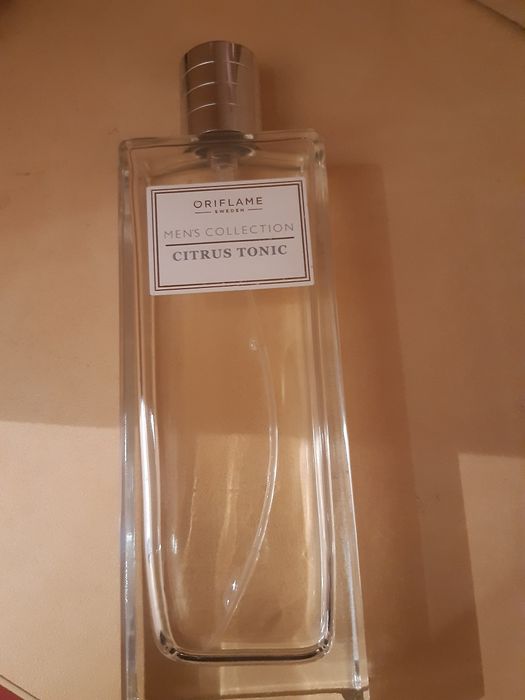 ORIFLAME
SWEDEN
MEN'S COLLECTION
CITRUS TONIC